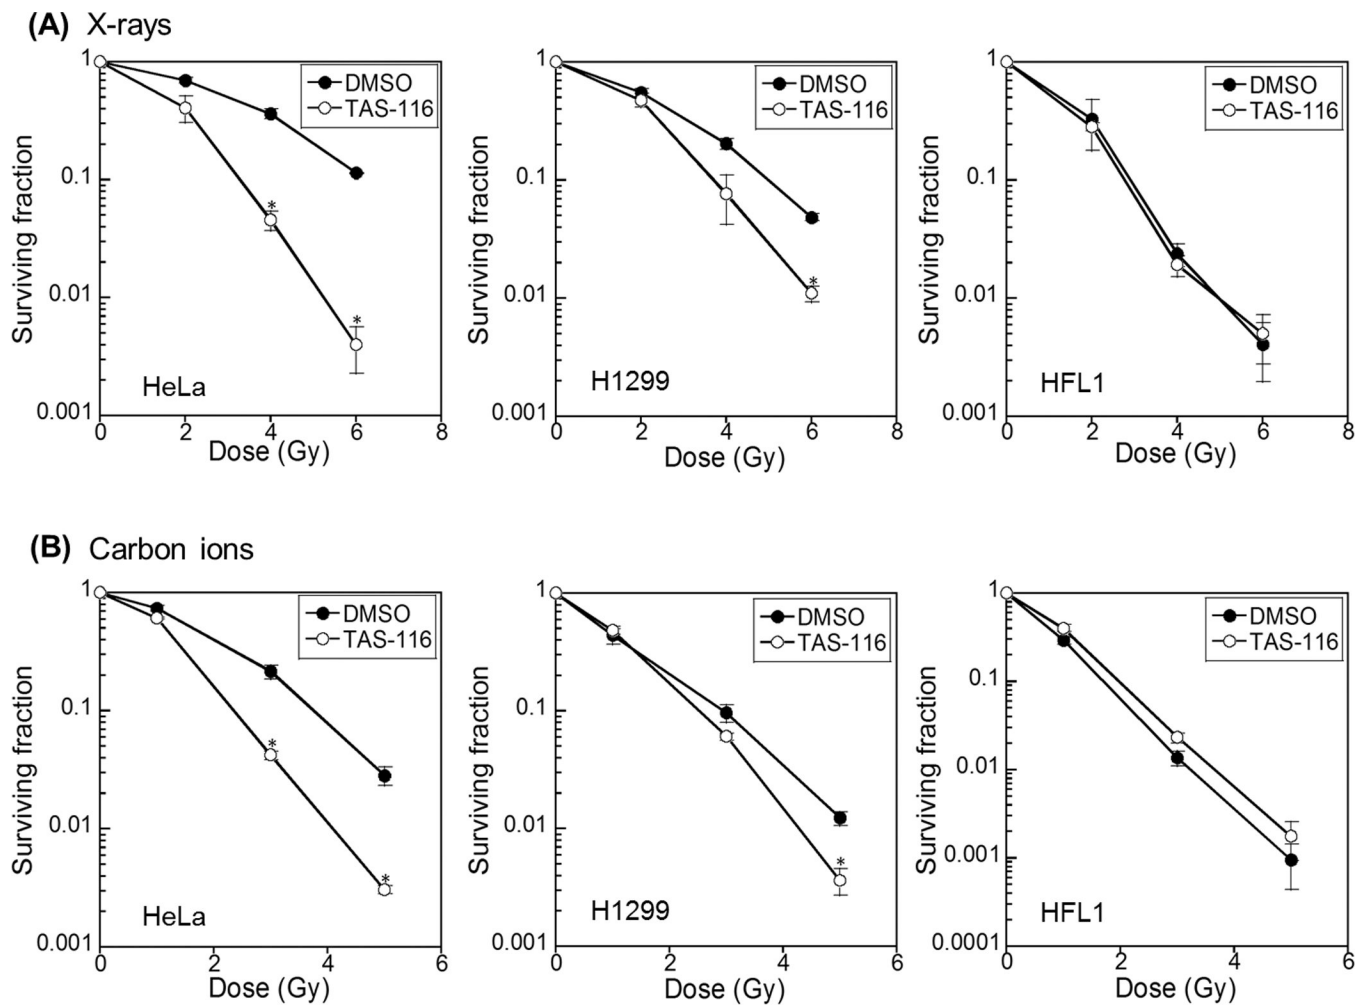 (A) X-rays
Surviving fraction
1
0.1
0.01
0.001
DMSO
TAS-116
*
*
HeLa
0 2 4 6 8
Dose (Gy)
Surviving fraction
1
0.1
0.01
0.001
DMSO
TAS-116
*
H1299
0 2 4 6 8
Dose (Gy)
Surviving fraction
1
0.1
0.01
0.001
DMSO
TAS-116
HFL1
0 2 4 6 8
Dose (Gy)
(B) Carbon ions
Surviving fraction
1
0.1
0.01
0.001
DMSO
TAS-116
*
*
HeLa
0 2 4 6
Dose (Gy)
Surviving fraction
1
0.1
0.01
0.001
DMSO
TAS-116
*
H1299
0 2 4 6
Dose (Gy)
Surviving fraction
1
0.1
0.01
0.001
0.0001
DMSO
TAS-116
HFL1
0 2 4 6
Dose (Gy)